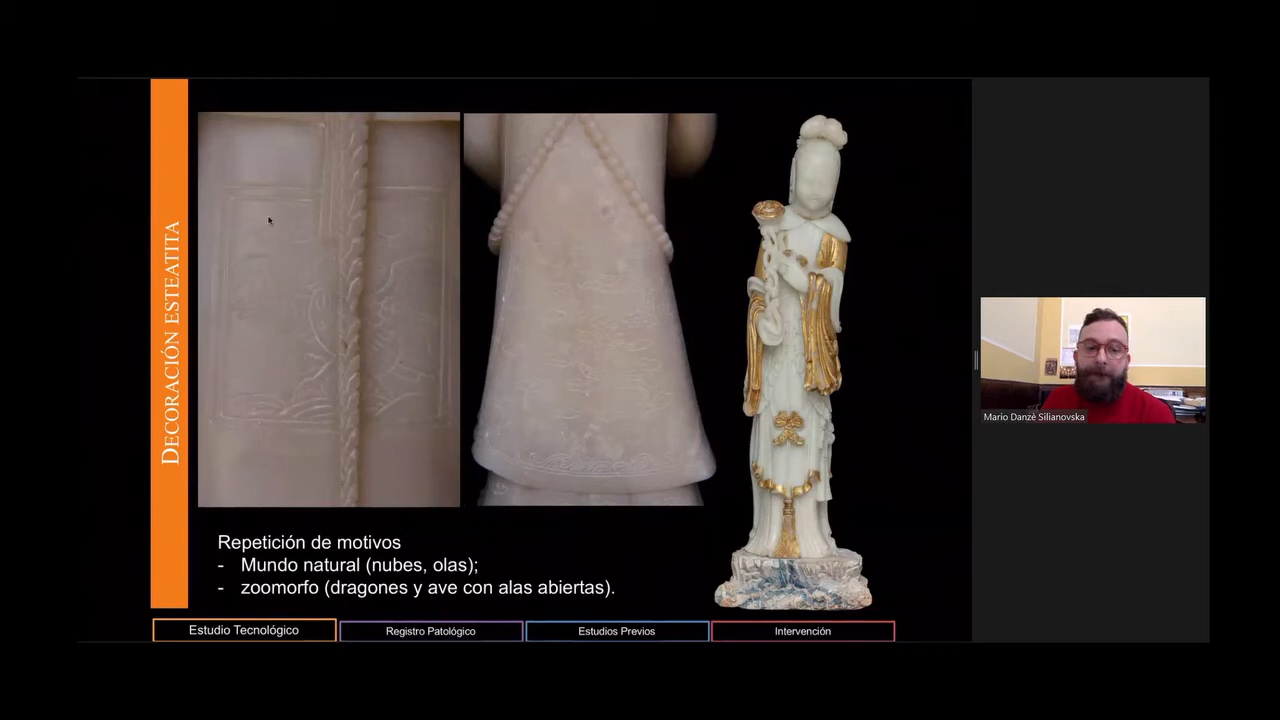 DECORACIÓN ESTEATITA
Repetición de motivos
- Mundo natural (nubes, olas);
- zoomorfo (dragones y ave con alas abiertas).
Estudio Tecnológico
Registro Patológico
Estudios Previos
Intervención
Mario Danzè Silianovska